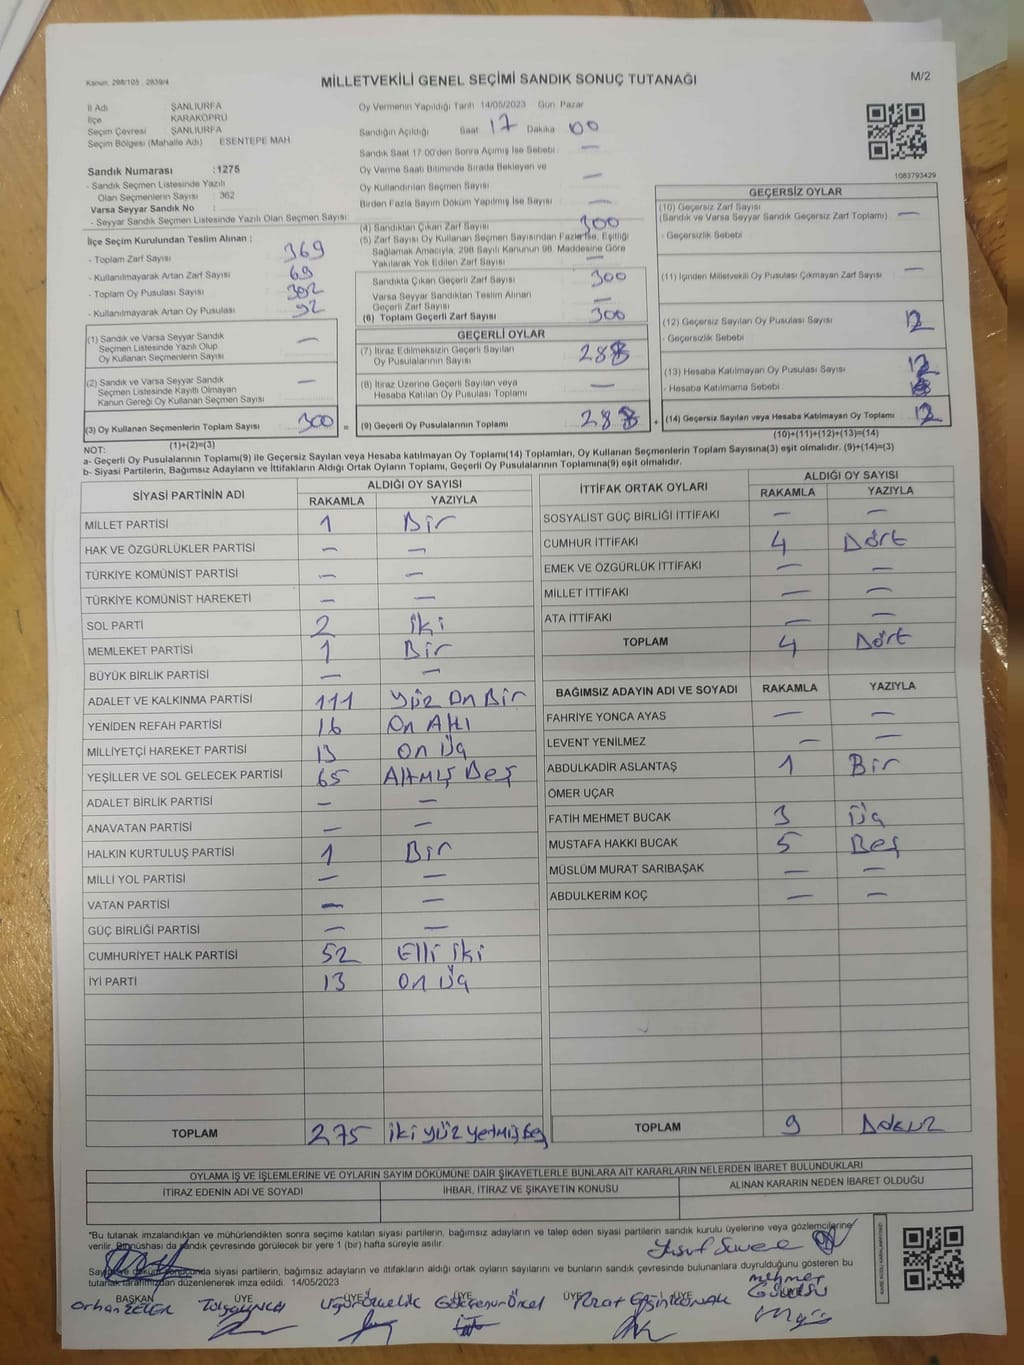 Kanun: 298/105 , 2839/4
MİLLETVEKİLİ GENEL SEÇİMİ SANDIK SONUÇ TUTANAĞI
M/2
İl Adı ŞANLIURFA
İlçe KARAKÖPRÜ
Seçim Çevresi ŞANLIURFA
Seçim Bölgesi (Mahalle Adı) ESENTEPE MAH
Sandık Numarası :1275
- Sandık Seçmen Listesinde Yazılı
Olan Seçmenlerin Sayısı 362
Varsa Seyyar Sandık No :
- Seyyar Sandık Seçmen Listesinde Yazılı Olan Seçmen Sayısı:
İlçe Seçim Kurulundan Teslim Alınan :
- Toplam Zarf Sayısı 369
- Kullanılmayarak Artan Zarf Sayısı 69
- Toplam Oy Pusulası Sayısı
- Kullanılmayarak Artan Oy Pusulası 92
(1) Sandık ve Varsa Seyyar Sandık
Seçmen Listesinde Yazılı Olup
Oy Kullanan Seçmenlerin Sayısı —
(2) Sandık ve Varsa Seyyar Sandık
Seçmen Listesinde Kayıtlı Olmayan
Kanun Gereği Oy Kullanan Seçmen Sayısı —
(3) Oy Kullanan Seçmenlerin Toplam Sayısı 300 =
(1)+(2)=(3)
Oy Vermenin Yapıldığı Tarih 14/05/2023 Gün Pazar
Sandığın Açıldığı Saat 17 Dakika 00
Sandık Saat 17:00'den Sonra Açılmış İse Sebebi : —
Oy Verme Saati Bitiminde Sırada Bekleyen ve
Oy Kullandırılan Seçmen Sayısı —
Birden Fazla Sayım Döküm Yapılmış İse Sayısı —
(4) Sandıktan Çıkan Zarf Sayısı 300
(5) Zarf Sayısı Oy Kullanan Seçmen Sayısından Fazla İse, Eşitliği
Sağlamak Amacıyla, 298 Sayılı Kanunun 98. Maddesine Göre
Yakılarak Yok Edilen Zarf Sayısı —
Sandıkta Çıkan Geçerli Zarf Sayısı 300
Varsa Seyyar Sandıktan Teslim Alınan
Geçerli Zarf Sayısı —
(6) Toplam Geçerli Zarf Sayısı 300
GEÇERLİ OYLAR
(7) İtiraz Edilmeksizin Geçerli Sayılan
Oy Pusulalarının Sayısı 288
(8) İtiraz Üzerine Geçerli Sayılan veya
Hesaba Katılan Oy Pusulası Toplamı —
(9) Geçerli Oy Pusulalarının Toplamı 288 +
1083793429
GEÇERSİZ OYLAR
(10) Geçersiz Zarf Sayısı
(Sandık ve Varsa Seyyar Sandık Geçersiz Zarf Toplamı) —
- Geçersizlik Sebebi
(11) İçinden Milletvekili Oy Pusulası Çıkmayan Zarf Sayısı —
(12) Geçersiz Sayılan Oy Pusulası Sayısı 12
- Geçersizlik Sebebi
(13) Hesaba Katılmayan Oy Pusulası Sayısı 12
- Hesaba Katılmama Sebebi :
(14) Geçersiz Sayılan veya Hesaba Katılmayan Oy Toplamı 12
(10)+(11)+(12)+(13)=(14)
NOT:
a- Geçerli Oy Pusulalarının Toplamı(9) ile Geçersiz Sayılan veya Hesaba katılmayan Oy Toplamı(14) Toplamları, Oy Kullanan Seçmenlerin Toplam Sayısına(3) eşit olmalıdır. (9)+(14)=(3)
b- Siyasi Partilerin, Bağımsız Adayların ve İttifakların Aldığı Ortak Oyların Toplamı, Geçerli Oy Pusulalarının Toplamına(9) eşit olmalıdır.
SİYASİ PARTİNİN ADI ALDIĞI OY SAYISI
RAKAMLA YAZIYLA
MİLLET PARTİSİ 1 Bir
HAK VE ÖZGÜRLÜKLER PARTİSİ — —
TÜRKİYE KOMÜNİST PARTİSİ — —
TÜRKİYE KOMÜNİST HAREKETİ — —
SOL PARTİ 2 iki
MEMLEKET PARTİSİ 1 Bir
BÜYÜK BİRLİK PARTİSİ — —
ADALET VE KALKINMA PARTİSİ 111 Yüz On Bir
YENİDEN REFAH PARTİSİ 16 On Altı
MİLLİYETÇİ HAREKET PARTİSİ 13 On Üç
YEŞİLLER VE SOL GELECEK PARTİSİ 65 Altmış Beş
ADALET BİRLİK PARTİSİ — —
ANAVATAN PARTİSİ — —
HALKIN KURTULUŞ PARTİSİ 1 Bir
MİLLİ YOL PARTİSİ — —
VATAN PARTİSİ — —
GÜÇ BİRLİĞİ PARTİSİ — —
CUMHURİYET HALK PARTİSİ 52 Elli iki
İYİ PARTİ 13 On Üç
TOPLAM 275 iki yüz yetmiş beş
İTTİFAK ORTAK OYLARI ALDIĞI OY SAYISI
RAKAMLA YAZIYLA
SOSYALİST GÜÇ BİRLİĞİ İTTİFAKI — —
CUMHUR İTTİFAKI 4 Dört
EMEK VE ÖZGÜRLÜK İTTİFAKI — —
MİLLET İTTİFAKI — —
ATA İTTİFAKI — —
TOPLAM 4 Dört
BAĞIMSIZ ADAYIN ADI VE SOYADI RAKAMLA YAZIYLA
FAHRİYE YONCA AYAS — —
LEVENT YENİLMEZ — —
ABDULKADİR ASLANTAŞ 1 Bir
ÖMER UÇAR
FATİH MEHMET BUCAK 3 Üç
MUSTAFA HAKKI BUCAK 5 Beş
MÜSLÜM MURAT SARIBAŞAK — —
ABDULKERİM KOÇ — —
TOPLAM 9 Dokuz
OYLAMA İŞ VE İŞLEMLERİNE VE OYLARIN SAYIM DÖKÜMÜNE DAİR ŞİKAYETLERLE BUNLARA AİT KARARLARIN NELERDEN İBARET BULUNDUKLARI
İTİRAZ EDENİN ADI VE SOYADI İHBAR, İTİRAZ VE ŞİKAYETİN KONUSU ALINAN KARARIN NEDEN İBARET OLDUĞU
*Bu tutanak imzalandıktan ve mühürlendikten sonra seçime katılan siyasi partilerin, bağımsız adayların ve talep eden siyasi partilerin sandık kurulu üyelerine veya gözlemcilerine
verilir. Bir nüshası da sandık çevresinde görülecek bir yere 1 (bir) hafta süreyle asılır.
siyasi partilerin, bağımsız adayların ve ittifakların aldığı ortak oyların sayılarını ve bunların sandık çevresinde bulunanlara duyrulduğunu gösteren bu
tutanak tarafımızdan düzenlenerek imza edildi. 14/05/2023
Yusuf
BAŞKAN ÜYE ÜYE ÜYE ÜYE
Orhan Uğur Mehmet